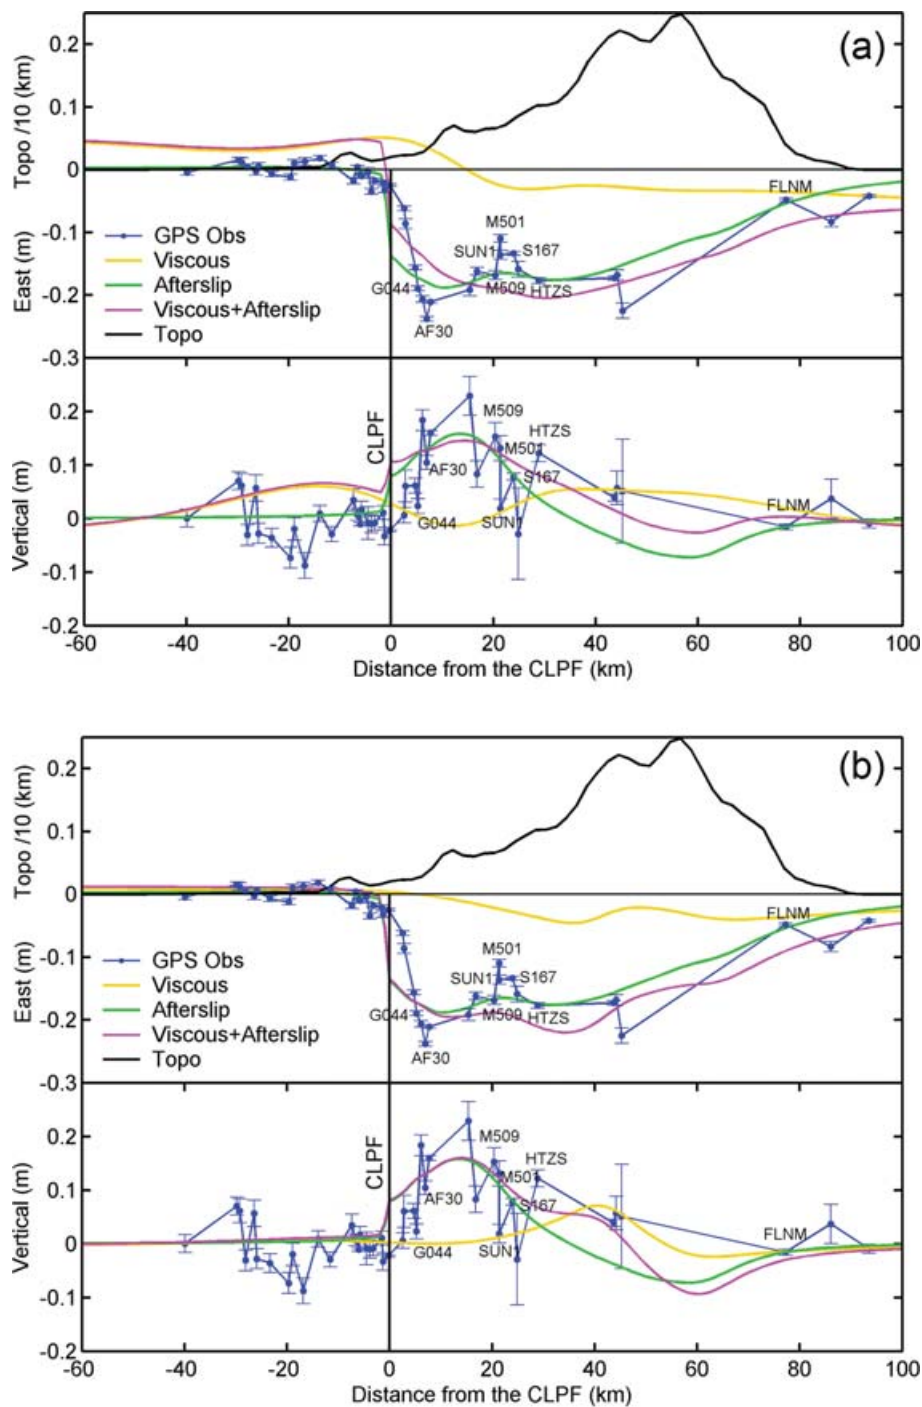 (a)
0.2
0.1
0
-0.1
-0.2
-0.3
Topo /10 (km)
East (m)
GPS Obs
Viscous
Afterslip
Viscous+Afterslip
Topo
FLNM
M501
SUN1
S167
G044
M509
HTZS
AF30
CLPF
0.2
0.1
0
-0.1
-0.2
Vertical (m)
M509
HTZS
M501
AF30
S167
G044
SUN1
FLNM
-60 -40 -20 0 20 40 60 80 100
Distance from the CLPF (km)
(b)
0.2
0.1
0
-0.1
-0.2
-0.3
Topo /10 (km)
East (m)
GPS Obs
Viscous
Afterslip
Viscous+Afterslip
Topo
FLNM
M501
SUN1
S167
G044
M509
HTZS
AF30
CLPF
0.2
0.1
0
-0.1
-0.2
Vertical (m)
M509
HTZS
M501
AF30
S167
G044
SUN1
FLNM
-60 -40 -20 0 20 40 60 80 100
Distance from the CLPF (km)